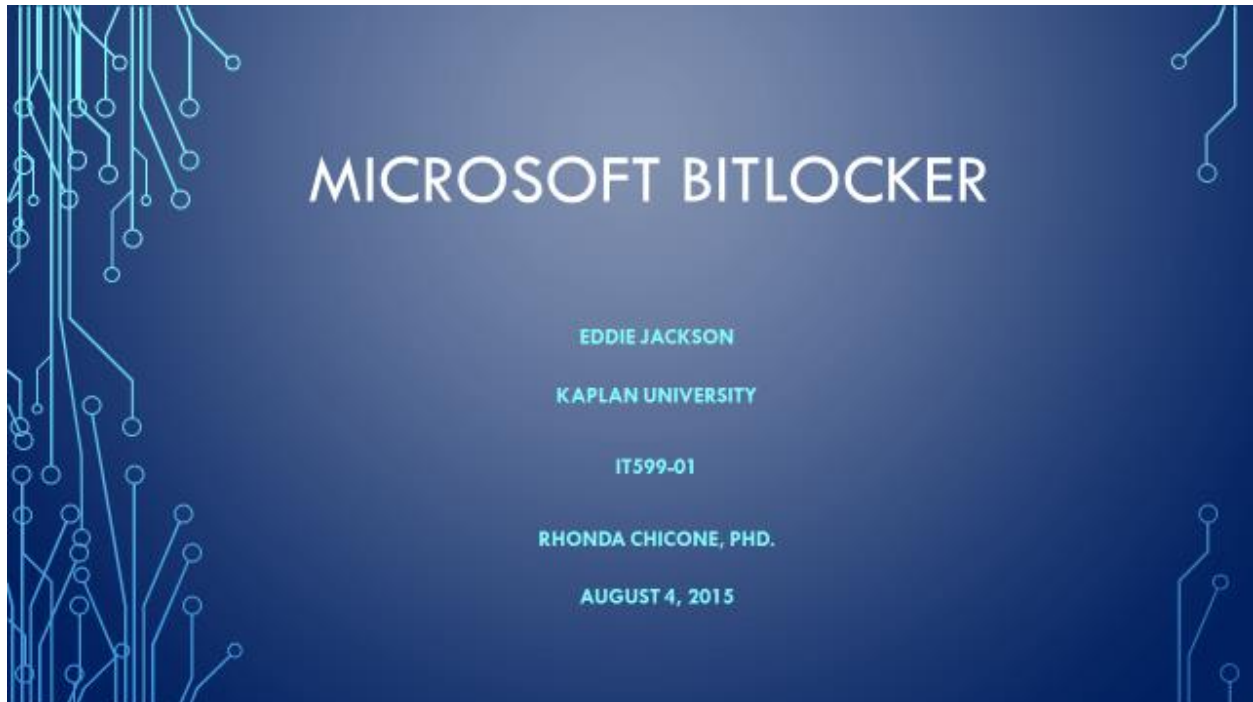 MICROSOFT BITLOCKER
EDDIE JACKSON
KAPLAN UNIVERSITY
IT599-01
RHONDA CHICONE, PHD.
AUGUST 4, 2015